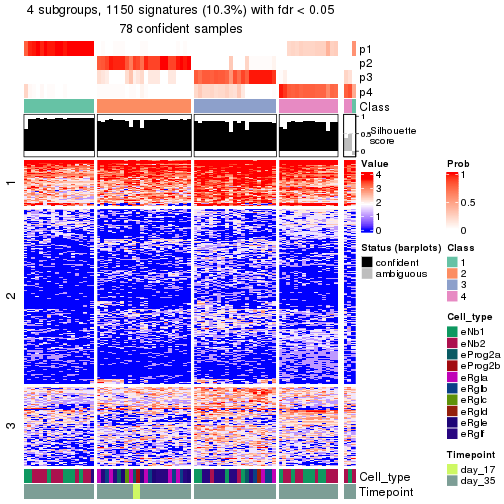 4 subgroups, 1150 signatures (10.3%) with fdr < 0.05
78 confident samples
p1
p2
p3
p4
Class
1
0.5
0
Silhouette
score
1
2
3
Value
4
3
2
1
0
Prob
1
0.5
0
Status (barplots)
confident
ambiguous
Class
1
2
3
4
Cell_type
eNb1
eNb2
eProg2a
eProg2b
eRgla
eRglb
eRglc
eRgld
eRgle
eRglf
Timepoint
day_17
day_35
Cell_type
Timepoint